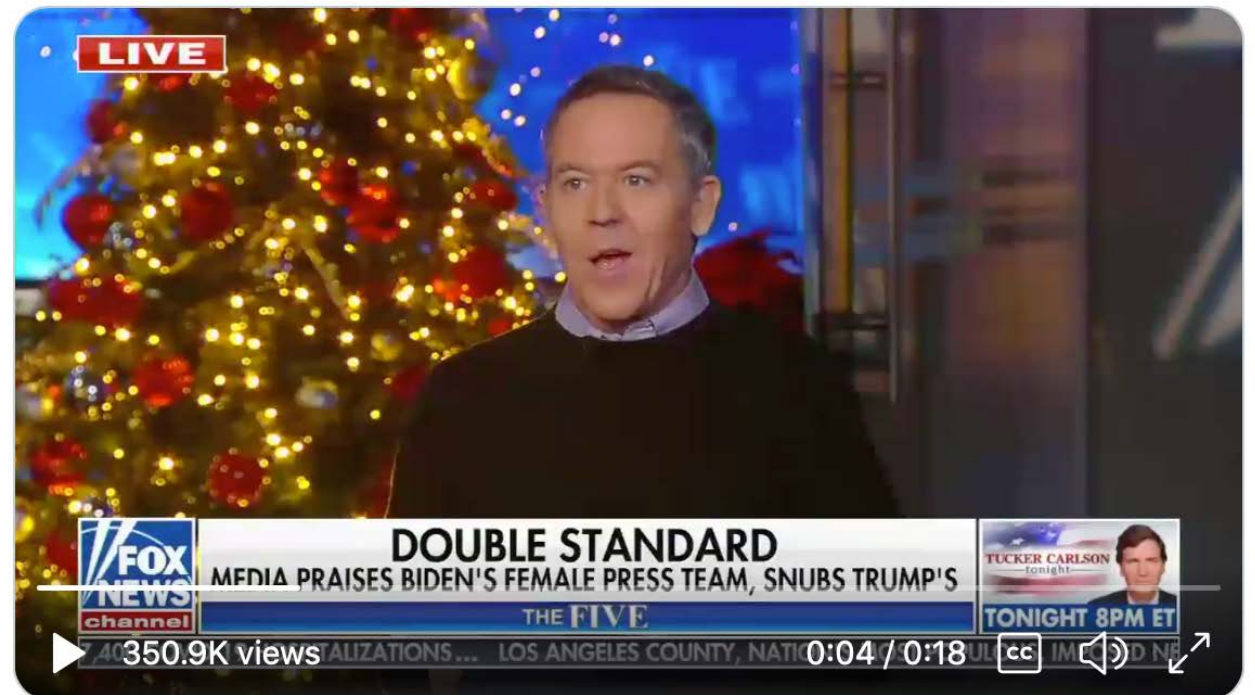 LIVE
DOUBLE STANDARD
MEDIA PRAISES BIDEN'S FEMALE PRESS TEAM, SNUBS TRUMP'S
THE FIVE
FOX
NEWS
channel
TUCKER CARLSON
tonight
TONIGHT 8PM ET
350.9K views
0:04 / 0:18
CC
LOS ANGELES COUNTY,